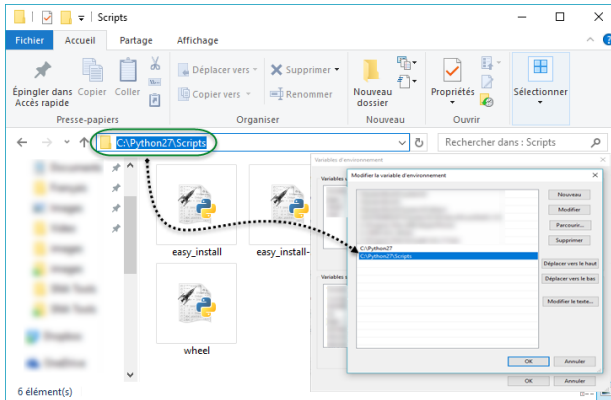 Scripts
Fichier Accueil Partage Affichage
Épingler dans Accès rapide
Copier
Coller
Déplacer vers
Copier vers
Supprimer
Renommer
Nouveau dossier
Propriétés
Sélectionner
Presse-papiers Organiser Nouveau Ouvrir
C:\Python27\Scripts
Rechercher dans : Scripts
Variables d'environnement
Variables
Modifier la variable d'environnement
C:\Python27
C:\Python27\Scripts
Nouveau
Modifier
Parcourir...
Supprimer
Déplacer vers le haut
Déplacer vers le bas
Modifier le texte...
OK Annuler
Variables
OK Annuler
easy_install
easy_install-
wheel
6 élément(s)